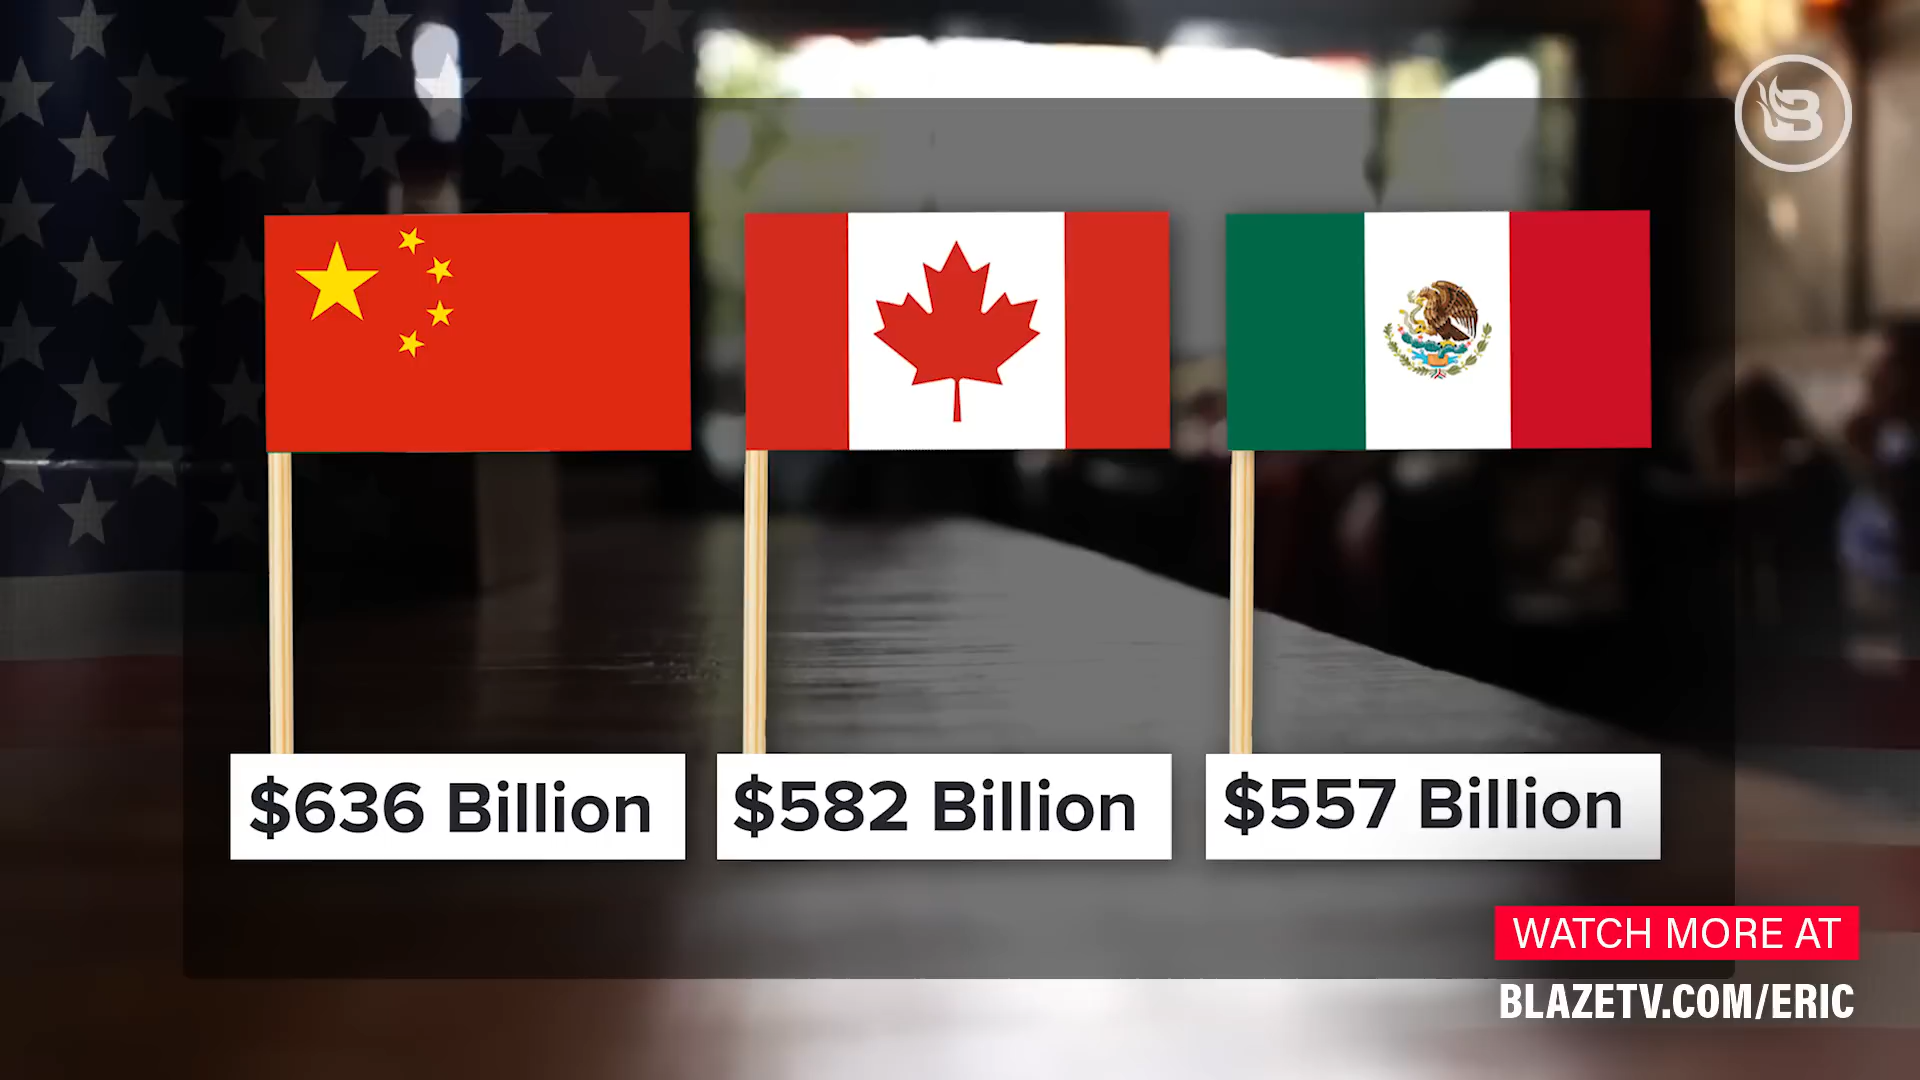 B
$636 Billion
$582 Billion
$557 Billion
WATCH MORE AT
BLAZETV.COM/ERIC